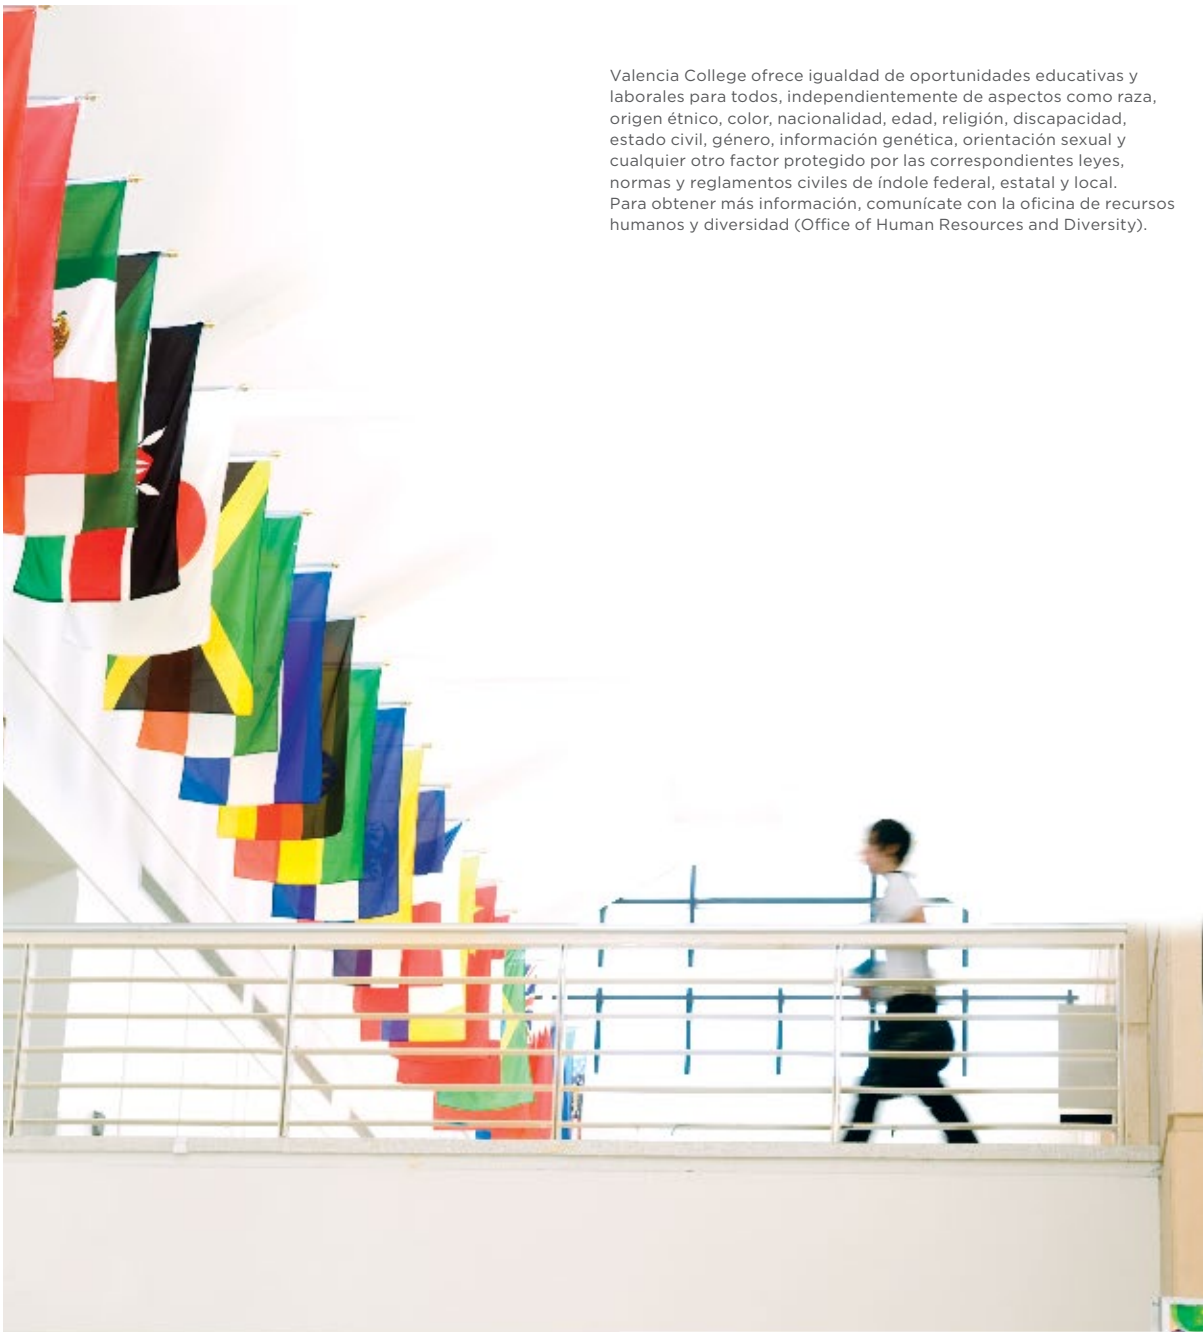 Valencia College ofrece igualdad de oportunidades educativas y
laborales para todos, independientemente de aspectos como raza,
origen étnico, color, nacionalidad, edad, religión, discapacidad,
estado civil, género, información genética, orientación sexual y
cualquier otro factor protegido por las correspondientes leyes,
normas y reglamentos civiles de índole federal, estatal y local.
Para obtener más información, comunícate con la oficina de recursos
humanos y diversidad (Office of Human Resources and Diversity).